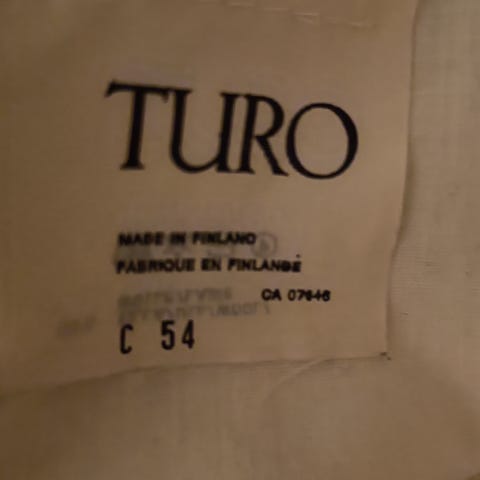 TURO
MADE IN FINLAND
FABRIQUE EN FINLANDE
CA 07646
C 54